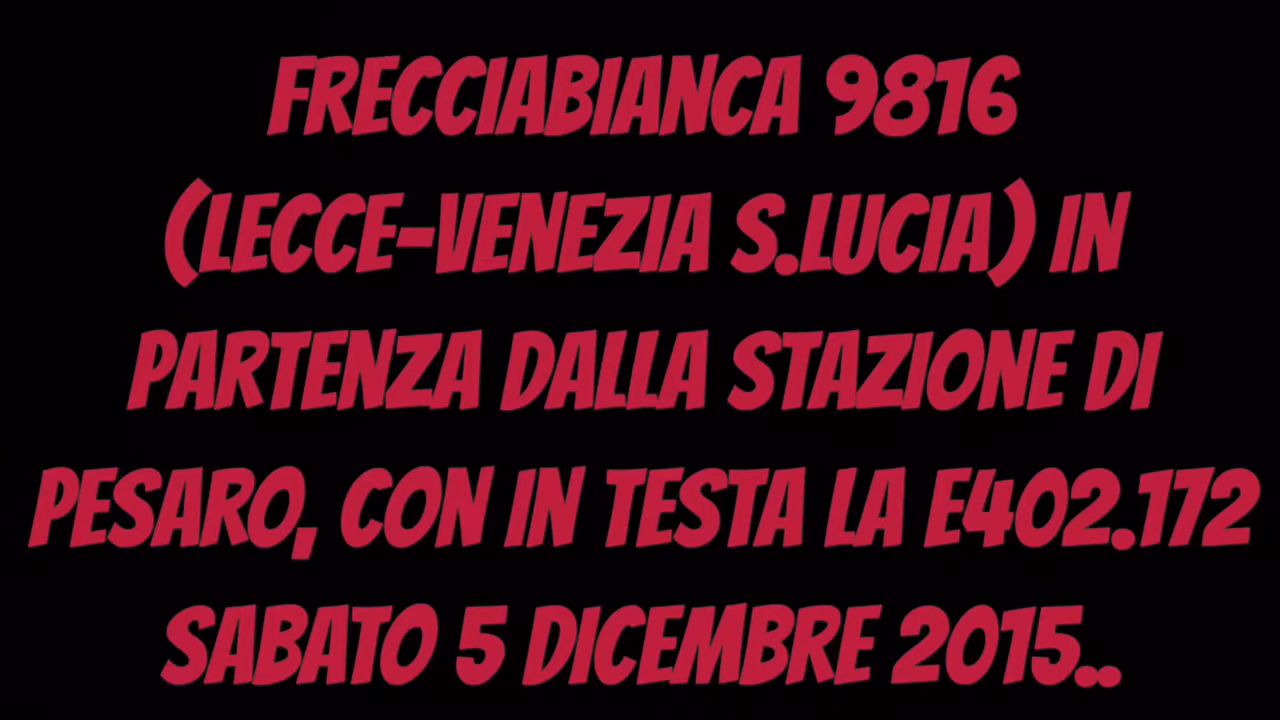 FRECCIABIANCA 9816
(LECCE-VENEZIA S.LUCIA) IN
PARTENZA DALLA STAZIONE DI
PESARO, CON IN TESTA LA E402.172
SABATO 5 DICEMBRE 2015..